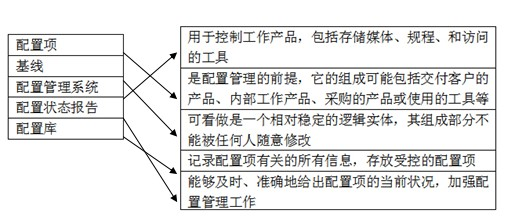 配置项
基线
配置管理系统
配置状态报告
配置库
用于控制工作产品，包括存储媒体、规程、和访问
的工具
是配置管理的前提，它的组成可能包括交付客户的
产品、内部工作产品、采购的产品或使用的工具等
可看做是一个相对稳定的逻辑实体，其组成部分不
能被任何人随意修改
记录配置项有关的所有信息，存放受控的配置项
能够及时、准确地给出配置项的当前状况，加强
配置管理工作